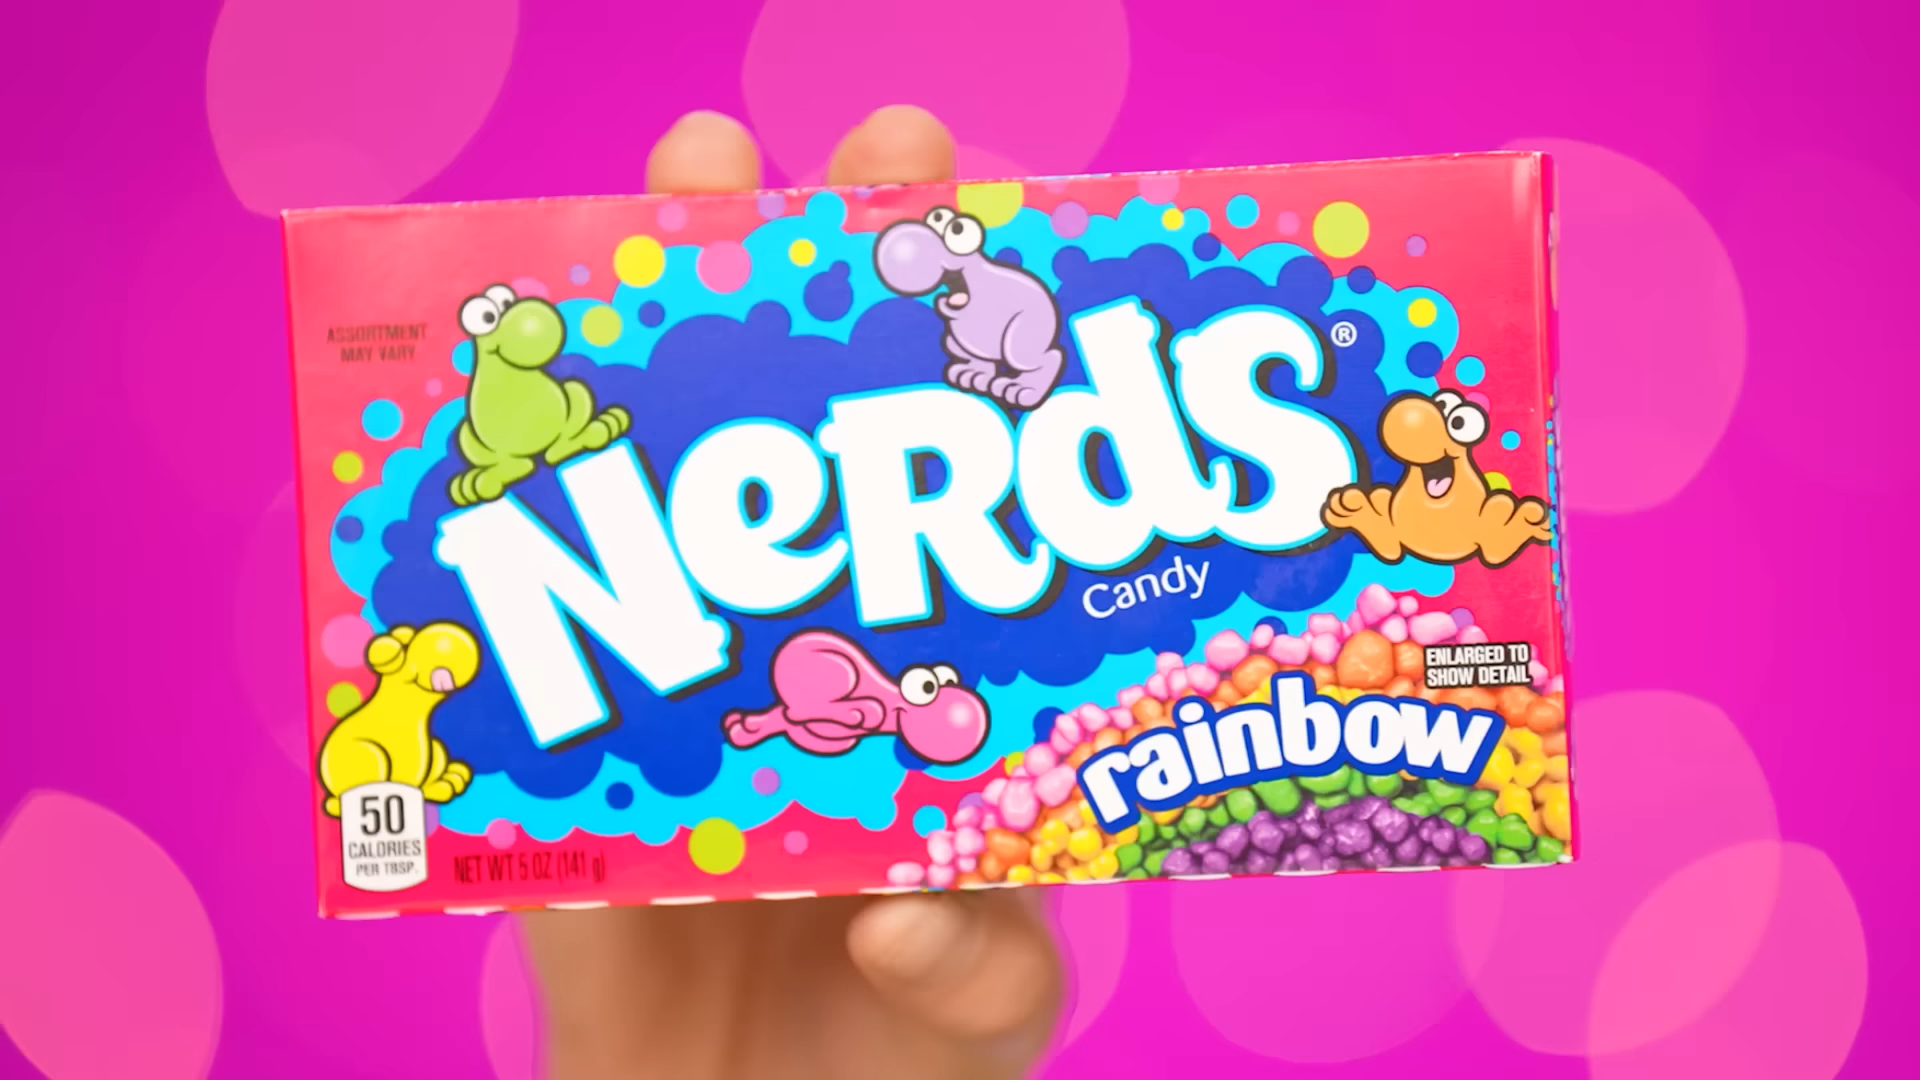 ASSORTMENT
MAY VARY
NeRdS®
Candy
ENLARGED TO
SHOW DETAIL
rainbow
50
CALORIES
PER TBSP.
NET WT 5 OZ (141 g)